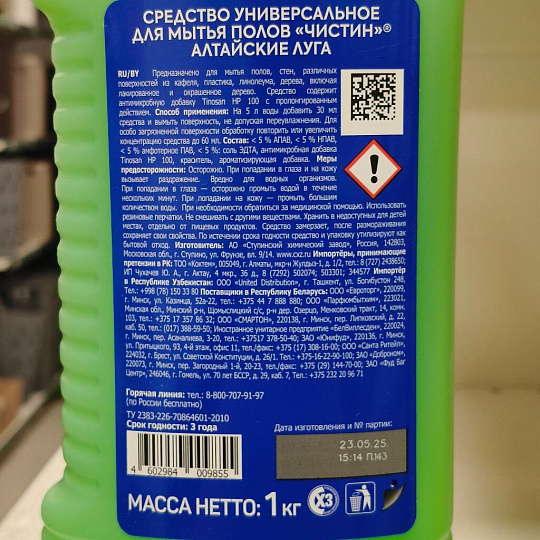 СРЕДСТВО УНИВЕРСАЛЬНОЕ
ДЛЯ МЫТЬЯ ПОЛОВ «ЧИСТИН»®
АЛТАЙСКИЕ ЛУГА
RU/BY Предназначено для мытья полов, стен, различных
поверхностей из кафеля, пластика, линолеума, дерева, включая
лакированное и окрашенное дерево. Средство содержит
антимикробную добавку Tinosan HP 100 с пролонгированным
действием. Способ применения: На 5 л воды добавить 30 мл
средства и вымыть поверхность, не допуская переувлажнения. Для
особо загрязненной поверхности обработку повторить или увеличить
концентрацию средства до 60 мл. Состав: < 5 % АПАВ, < 5 % НПАВ,
< 5 % амфотерное ПАВ, < 5%: соль ЭДТА, антимикробная добавка
Tinosan HP 100, краситель, ароматизирующая добавка. Меры
предосторожности: Осторожно. При попадании в глаза и на кожу
вызывает раздражение. Вредно для водных организмов.
При попадании в глаза — осторожно промыть водой в течение
нескольких минут. При попадании на кожу — промыть большим
количеством воды. При необходимости обратиться за медицинской помощью. Использовать
резиновые перчатки. Не смешивать с другими веществами. Хранить в недоступных для детей
местах, отдельно от пищевых продуктов. Средство замерзает, после размораживания
сохраняет свои свойства. По истечении срока годности средство и упаковку утилизируют как
бытовой отход. Изготовитель: АО «Ступинский химический завод», Россия, 142803,
Московская обл., г. Ступино, ул. Фрунзе, вл. 9/14. www.cxz.ru Импортёры, принимающие
претензии в РК: ТОО «Коктем», 005049, г. Алматы, мкр-н Жулдыз-1, д. 1/2, тел.: 8 (727) 2438650;
ИП Чукачев Ю. А., г. Актау, 4 мкр., 36 д., 8 (7292) 502074; 503301; 344577 Импортёр
в Республике Узбекистан: ООО «United Distribution», г. Ташкент, ул. Богибустон 248,
Тел.: +998 (78) 150 33 80 Поставщики в Республику Беларусь: ООО «Евроторг», 220099,
г. Минск, ул. Казинца, 52а-22, тел.: +375 44 7 888 880; ООО «Парфюмбытхим», 223021,
Минская обл., Минский р-н, Щомыслицкий с/с, р-н дер. Озерцо, Меньковский тракт, 14, комн.
103, тел.: +375 17 357 86 32; ООО «СМАРТОН», 220138, г. Минск, пер. Липковский, д. 22,
каб. 50, тел.: (017) 388-59-50; Иностранное унитарное предприятие «БелВиллесден», 220024,
г. Минск, пер. Асаналиева, 3-20, тел.: +37517 378-50-40; ООО «Юнифуд», 220136, г. Минск,
ул. Притыцкого, 93, 4-й этаж, офис 11, тел./факс: +375 (17) 308-16-00; ООО «Санта Ритейл»,
224032, г. Брест, ул. Советской Конституции, д. 26/1. Тел.: +375-16-22-90-100; ЗАО «Доброном»,
220073, г. Минск, пер. Загородный 1-й, 20-23, тел./факс: +375 (29) 144-70-00; ЗАО «Фуд Баг
Центр», 246046, г. Гомель, ул. 70 лет БССР, д. 29, каб. 7, Тел.: +375 232 20 96 71
Горячая линия: тел.: 8-800-707-91-97
(по России бесплатно)
ТУ 2383-226-70864601-2010
Срок годности: 3 года
Дата изготовления и № партии:
23.05.25.
15:14 П.143
4 602984 009855
МАССА НЕТТО: 1 КГ
СХЗ